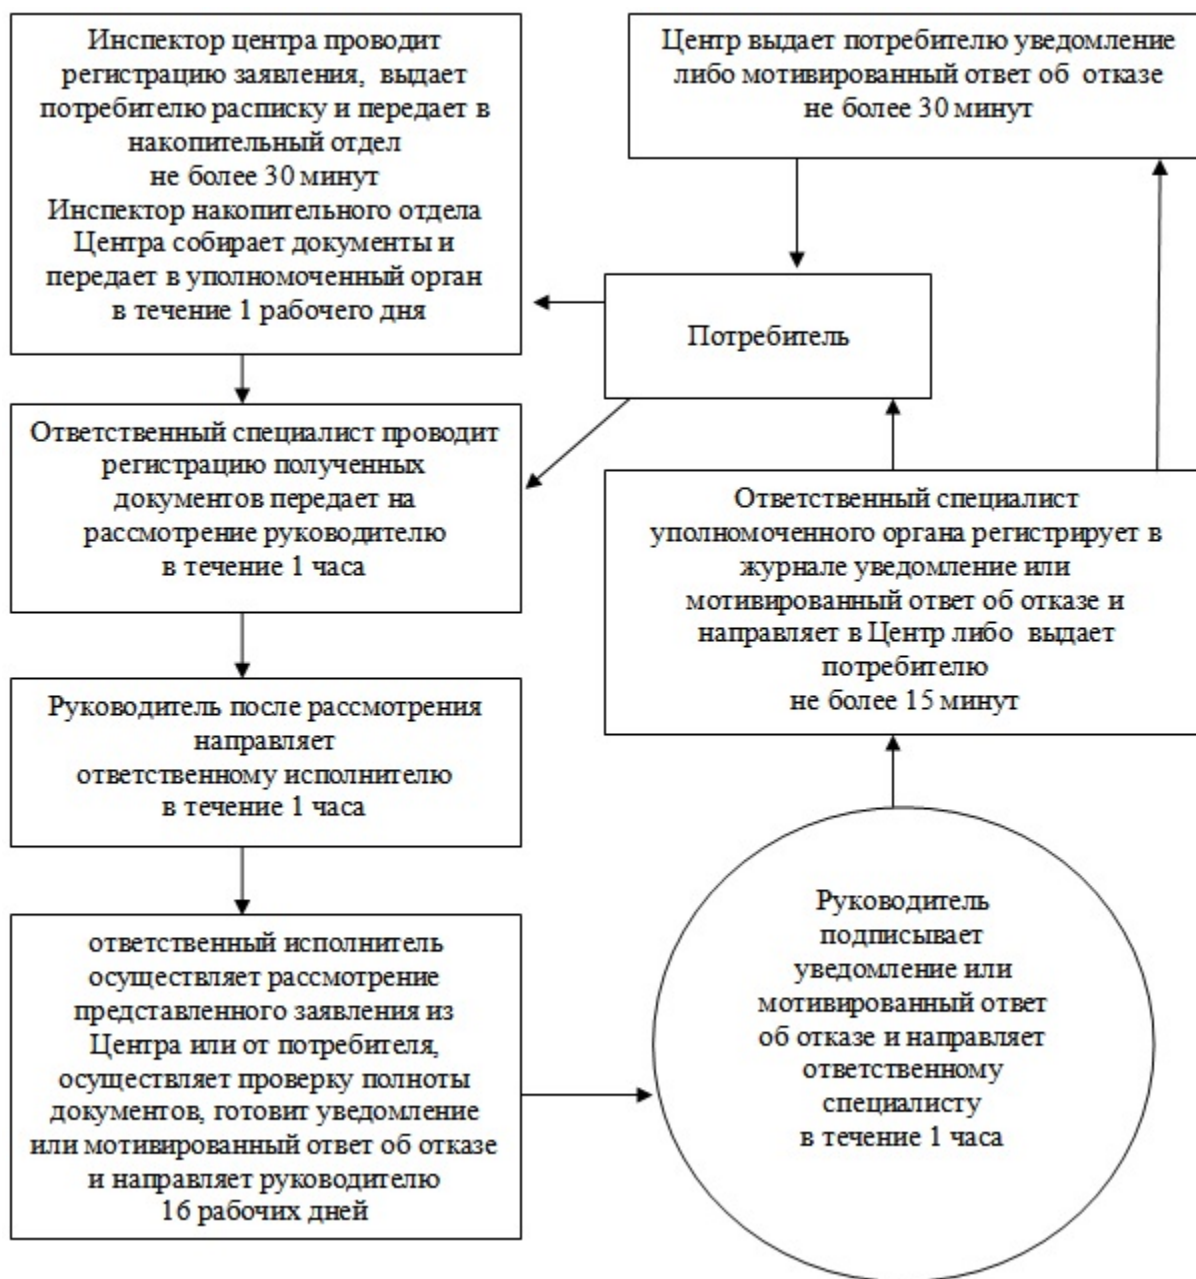 Инспектор центра проводит
регистрацию заявления, выдает
потребителю расписку и передает в
накопительный отдел
не более 30 минут
Инспектор накопительного отдела
Центра собирает документы и
передает в уполномоченный орган
в течение 1 рабочего дня
Центр выдает потребителю уведомление
либо мотивированный ответ об отказе
не более 30 минут
Потребитель
Ответственный специалист проводит
регистрацию полученных
документов передает на
рассмотрение руководителю
в течение 1 часа
Ответственный специалист
уполномоченного органа регистрирует в
журнале уведомление или
мотивированный ответ об отказе и
направляет в Центр либо выдает
потребителю
не более 15 минут
Руководитель после рассмотрения
направляет
ответственному исполнителю
в течение 1 часа
ответственный исполнитель
осуществляет рассмотрение
представленного заявления из
Центра или от потребителя,
осуществляет проверку полноты
документов, готовит уведомление
или мотивированный ответ об отказе
и направляет руководителю
16 рабочих дней
Руководитель
подписывает
уведомление или
мотивированный ответ
об отказе и направляет
ответственному
специалисту
в течение 1 часа